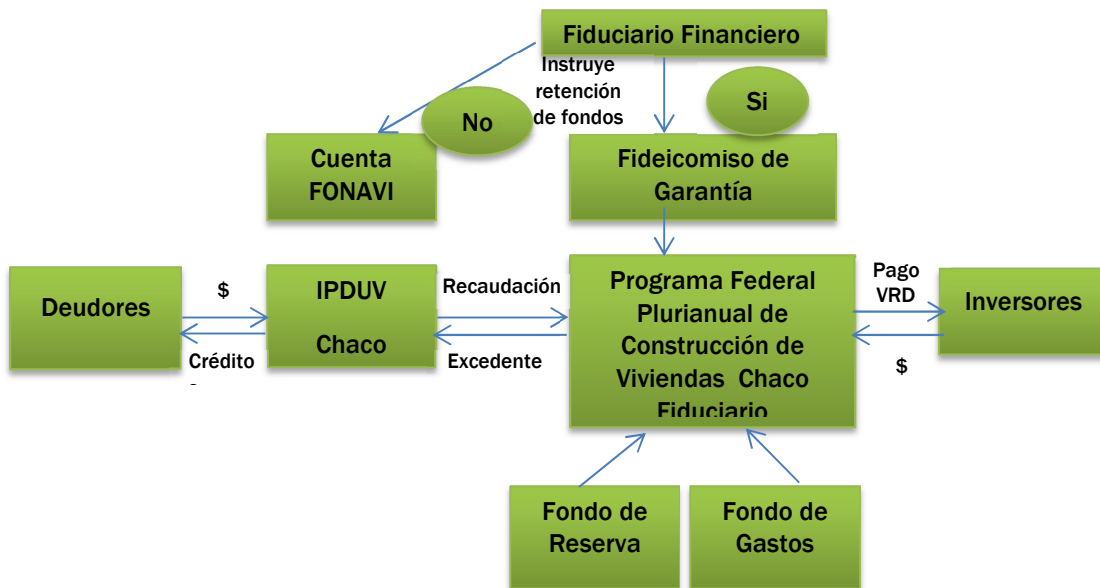 Fiduciario Financiero
Instruye
retención
de fondos
No
Si
Cuenta
FONAVI
Fideicomiso de
Garantía
Deudores
$
Crédito
IPDUV
Chaco
Recaudación
Excedente
Programa Federal
Plurianual de
Construcción de
Viviendas Chaco
Fiduciario
Pago
VRD
$
Inversores
Fondo de
Reserva
Fondo de
Gastos